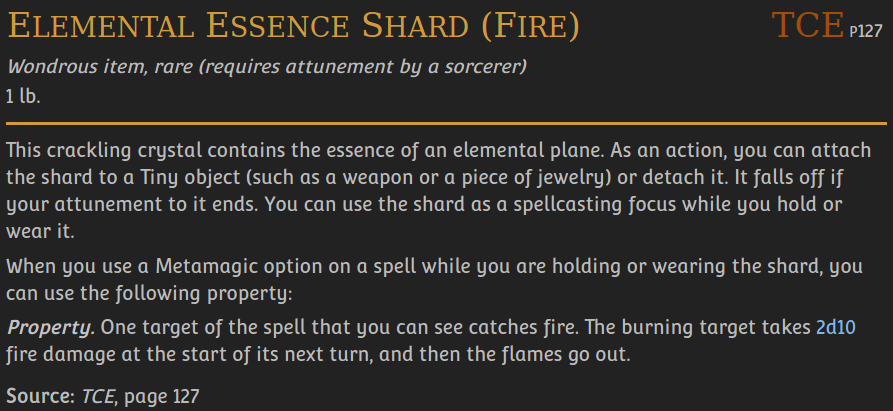 Elemental Essence Shard (Fire) TCE P127
Wondrous item, rare (requires attunement by a sorcerer)
1 lb.
This crackling crystal contains the essence of an elemental plane. As an action, you can attach
the shard to a Tiny object (such as a weapon or a piece of jewelry) or detach it. It falls off if
your attunement to it ends. You can use the shard as a spellcasting focus while you hold or
wear it.
When you use a Metamagic option on a spell while you are holding or wearing the shard, you
can use the following property:
Property. One target of the spell that you can see catches fire. The burning target takes 2d10
fire damage at the start of its next turn, and then the flames go out.
Source: TCE, page 127